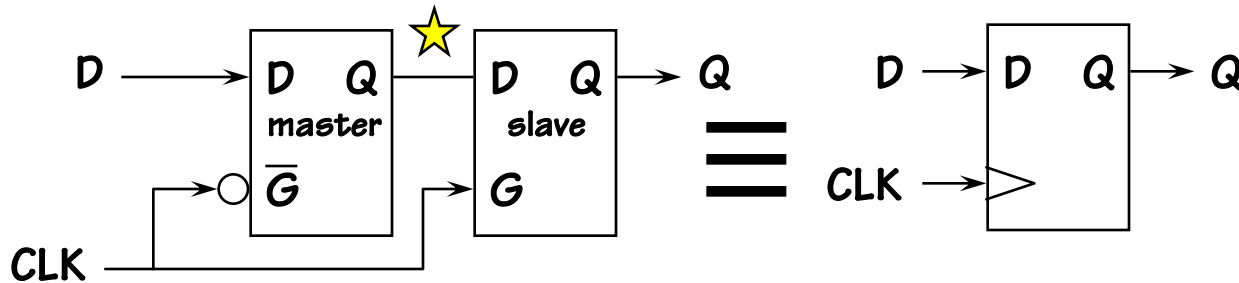 D D Q D Q Q D D Q Q
master slave
G̅ G CLK
CLK